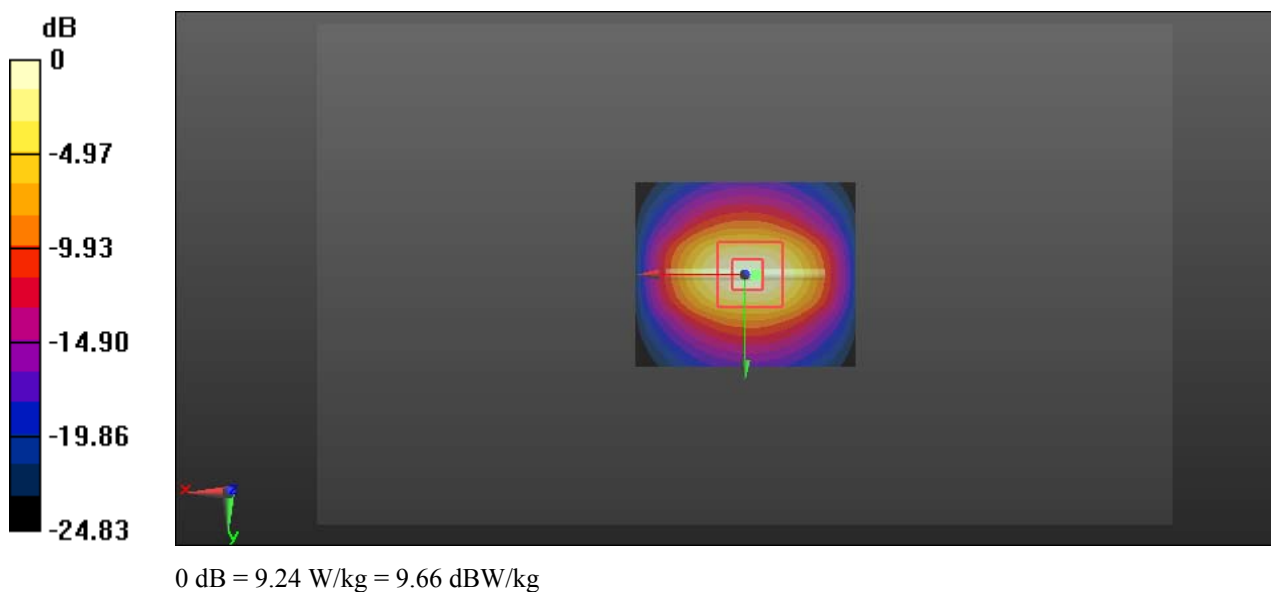 dB
0
-4.97
-9.93
-14.90
-19.86
-24.83
x
y
0 dB = 9.24 W/kg = 9.66 dBW/kg